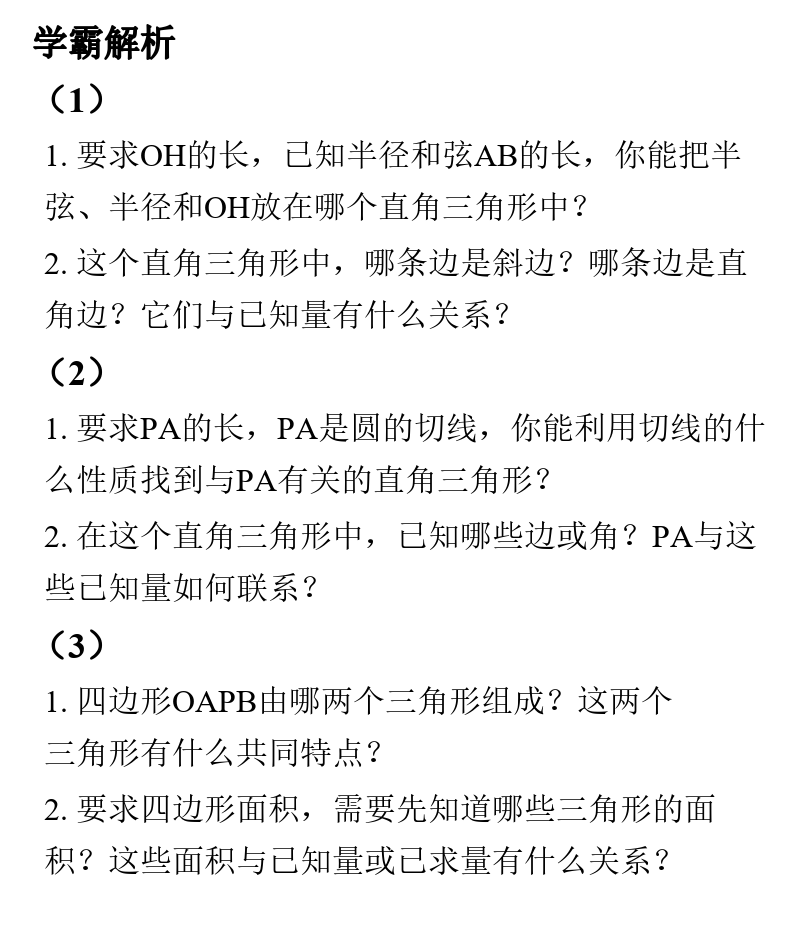 学霸解析
（1）
1. 要求OH的长，已知半径和弦AB的长，你能把半
弦、半径和OH放在哪个直角三角形中？
2. 这个直角三角形中，哪条边是斜边？哪条边是直
角边？它们与已知量有什么关系？
（2）
1. 要求PA的长，PA是圆的切线，你能利用切线的什
么性质找到与PA有关的直角三角形？
2. 在这个直角三角形中，已知哪些边或角？PA与这
些已知量如何联系？
（3）
1. 四边形OAPB由哪两个三角形组成？这两个
三角形有什么共同特点？
2. 要求四边形面积，需要先知道哪些三角形的面
积？这些面积与已知量或已求量有什么关系？